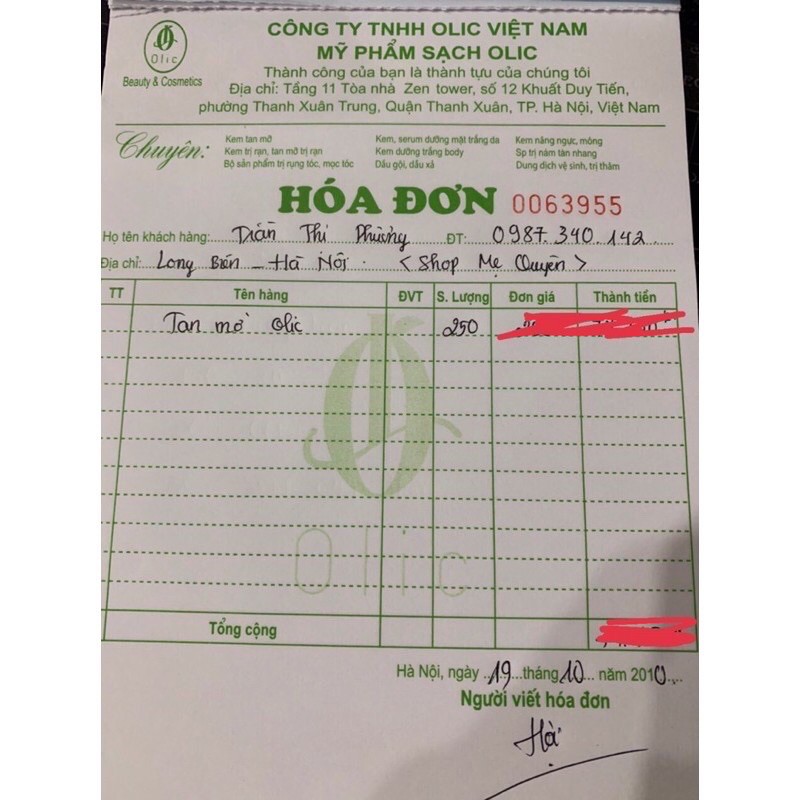 Olic
Beauty & Cosmetics
CÔNG TY TNHH OLIC VIỆT NAM
MỸ PHẨM SẠCH OLIC
Thành công của bạn là thành tựu của chúng tôi
Địa chỉ: Tầng 11 Tòa nhà Zen tower, số 12 Khuất Duy Tiến,
phường Thanh Xuân Trung, Quận Thanh Xuân, TP. Hà Nội, Việt Nam
Chuyên: Kem tan mỡ Kem, serum dưỡng mặt trắng da Kem nâng ngực, mông
Kem trị rạn, tan mỡ trị rạn Kem dưỡng trắng body Sp trị nám tàn nhang
Bộ sản phẩm trị rụng tóc, mọc tóc Dầu gội, dầu xả Dung dịch vệ sinh, trị thâm
HÓA ĐƠN 0063955
Họ tên khách hàng: Trần Thị Phương ĐT: 0987.340.142
Địa chỉ: Long Biên - Hà Nội. < Shop Mẹ Quyên >
TT Tên hàng ĐVT S. Lượng Đơn giá Thành tiền
Tan mỡ Olic 250
Olic
Tổng cộng
Hà Nội, ngày 19 tháng 10 năm 2010
Người viết hóa đơn